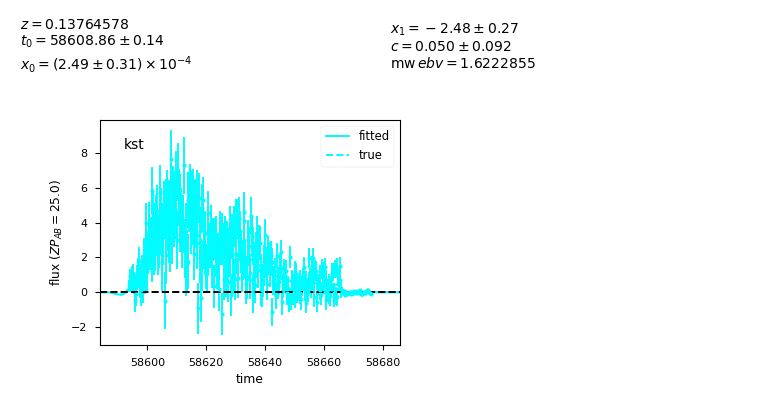 z = 0.13764578
t₀ = 58608.86 ± 0.14
x₀ = (2.49 ± 0.31) × 10⁻⁴
x₁ = −2.48 ± 0.27
c = 0.050 ± 0.092
mw ebv = 1.6222855
kst
fitted
true
flux (ZP_AB = 25.0)
8
6
4
2
0
−2
58600 58620 58640 58660 58680
time